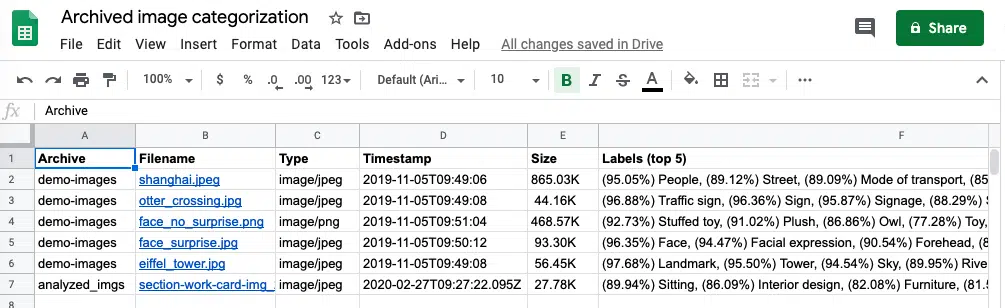 Archived image categorization
File Edit View Insert Format Data Tools Add-ons Help All changes saved in Drive
Share
100% $ % .0 .00 123 Default (Ari... 10 B I S A ...
fx Archive
A B C D E F
1 Archive Filename Type Timestamp Size Labels (top 5)
2 demo-images shanghai.jpeg image/jpeg 2019-11-05T09:49:06 865.03K (95.05%) People, (89.12%) Street, (89.09%) Mode of transport, (85
3 demo-images otter_crossing.jpg image/jpeg 2019-11-05T09:49:08 44.16K (96.88%) Traffic sign, (96.36%) Sign, (95.87%) Signage, (88.29%)
4 demo-images face_no_surprise.png image/png 2019-11-05T09:51:04 468.57K (92.73%) Stuffed toy, (91.02%) Plush, (86.86%) Owl, (77.28%) Toy,
5 demo-images face_surprise.jpg image/jpeg 2019-11-05T09:50:12 93.30K (96.35%) Face, (94.47%) Facial expression, (90.54%) Forehead, (8
6 demo-images eiffel_tower.jpg image/jpeg 2019-11-05T09:49:08 56.45K (97.68%) Landmark, (95.50%) Tower, (94.54%) Sky, (89.95%) Rive
7 analyzed_imgs section-work-card-img_ image/jpeg 2020-02-27T09:27:22.095Z 27.78K (89.94%) Sitting, (86.09%) Interior design, (82.08%) Furniture, (81.
8